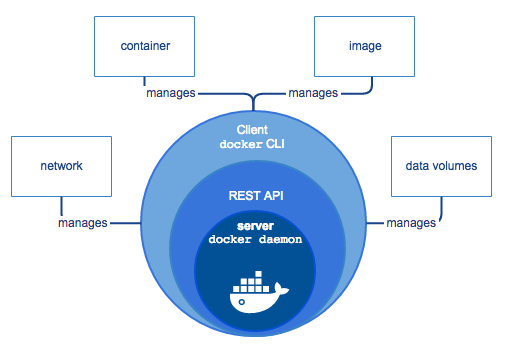 container
image
manages
manages
Client
docker CLI
network
data volumes
REST API
manages
manages
server
docker daemon